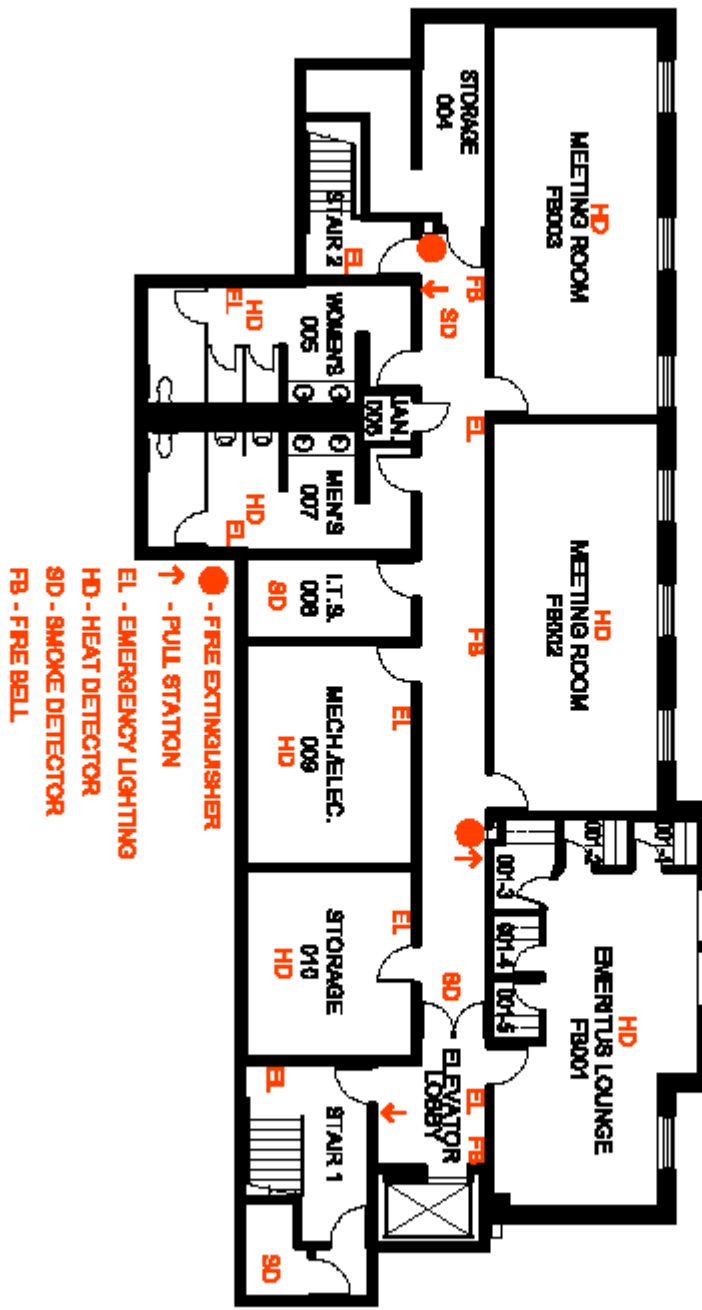 STORAGE
004
MEETING ROOM
FB003
HD
STAIR 2
EL
FB
SD
WOMENS
005
HD
EL
JAN.
006
EL
MEN'S
007
HD
EL
I.T.S.
008
SD
FB
MEETING ROOM
FB002
HD
MECH./ELEC.
009
HD
EL
001-1
001-2
001-3
001-4
001-5
EMERITUS LOUNGE
FB001
HD
STORAGE
010
HD
EL
SD
ELEVATOR
LOBBY
EL
FB
STAIR 1
EL
SD
- FIRE EXTINGUISHER
- PULL STATION
EL - EMERGENCY LIGHTING
HD - HEAT DETECTOR
SD - SMOKE DETECTOR
FB - FIRE BELL